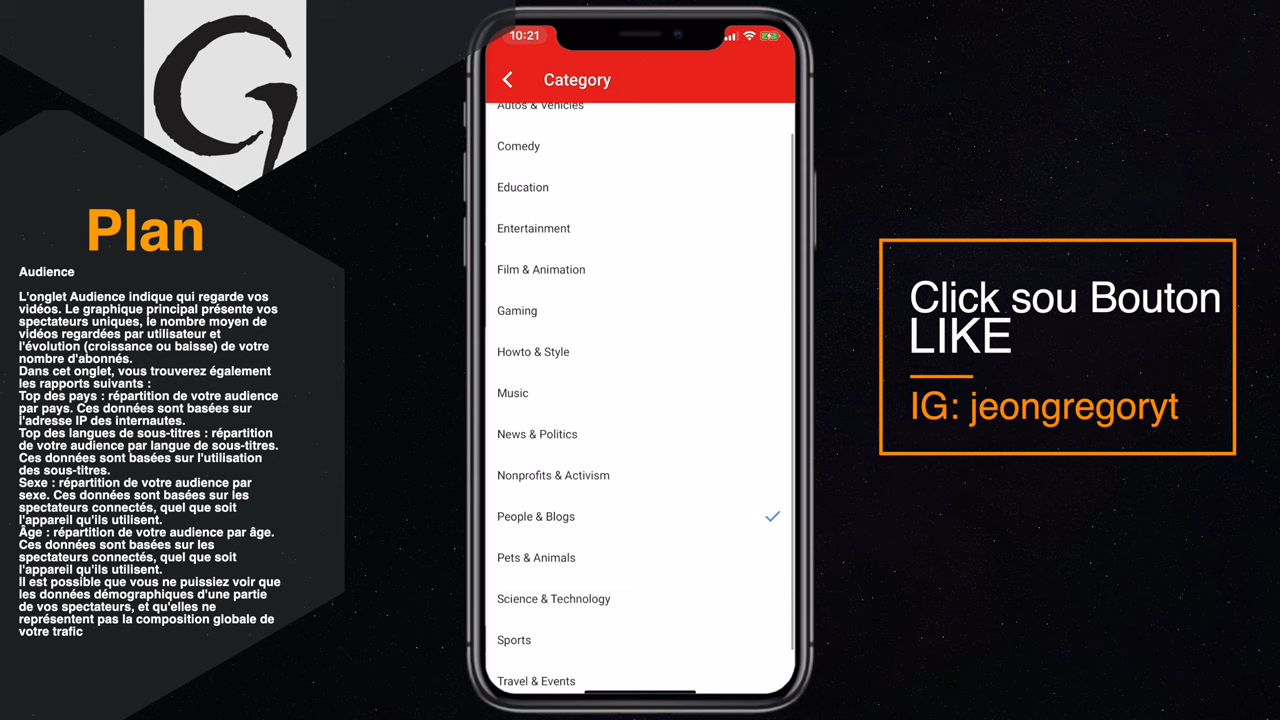 Plan
Audience
L'onglet Audience indique qui regarde vos
vidéos. Le graphique principal présente vos
spectateurs uniques, le nombre moyen de
vidéos regardées par utilisateur et
l'évolution (croissance ou baisse) de votre
nombre d'abonnés.
Dans cet onglet, vous trouverez également
les rapports suivants :
Top des pays : répartition de votre audience
par pays. Ces données sont basées sur
l'adresse IP des internautes.
Top des langues de sous-titres : répartition
de votre audience par langue de sous-titres.
Ces données sont basées sur l'utilisation
des sous-titres.
Sexe : répartition de votre audience par
sexe. Ces données sont basées sur les
spectateurs connectés, quel que soit
l'appareil qu'ils utilisent.
Âge : répartition de votre audience par âge.
Ces données sont basées sur les
spectateurs connectés, quel que soit
l'appareil qu'ils utilisent.
Il est possible que vous ne puissiez voir que
les données démographiques d'une partie
de vos spectateurs, et qu'elles ne
représentent pas la composition globale de
votre trafic
10:21
Category
Autos & Vehicles
Comedy
Education
Entertainment
Film & Animation
Gaming
Howto & Style
Music
News & Politics
Nonprofits & Activism
People & Blogs
Pets & Animals
Science & Technology
Sports
Travel & Events
Click sou Bouton
LIKE
IG: jeongregoryt